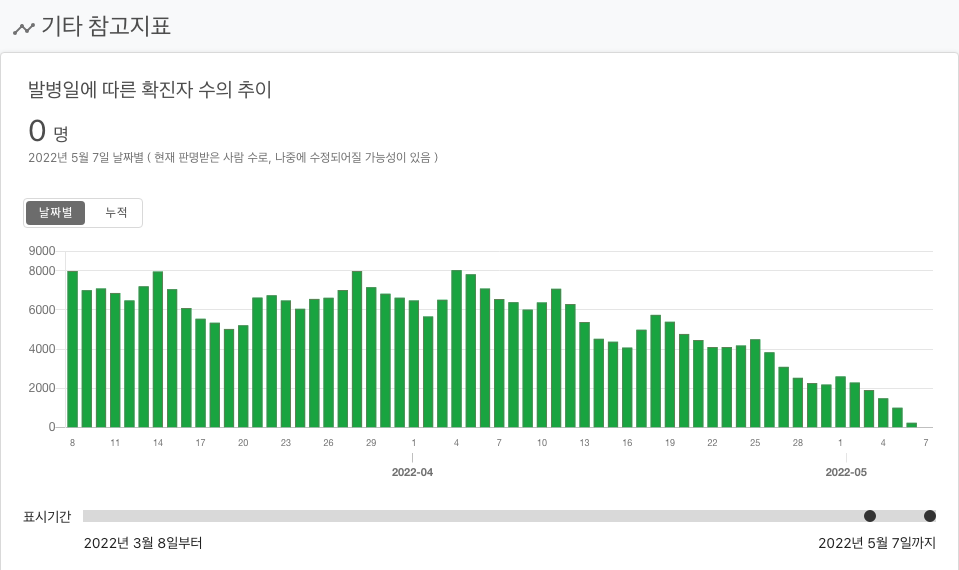 기타 참고지표
발병일에 따른 확진자 수의 추이
0 명
2022년 5월 7일 날짜별 ( 현재 판명받은 사람 수로, 나중에 수정되어질 가능성이 있음 )
날짜별 누적
9000
8000
6000
4000
2000
0
8 11 14 17 20 23 26 29 1 4 7 10 13 16 19 22 25 28 1 4 7
2022-04 2022-05
표시기간
2022년 3월 8일부터 2022년 5월 7일까지